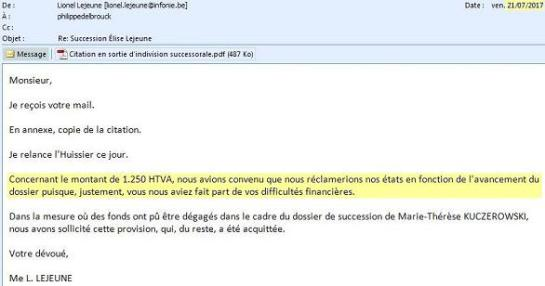 De : Lionel Lejeune [lionel.lejeune@infonie.be] Date : ven. 21/07/2017
À : philippedelbrouck
Cc :
Objet : Re: Succession Élise Lejeune
Message Citation en sortie d'indivision successorale.pdf (487 Ko)
Monsieur,
Je reçois votre mail.
En annexe, copie de la citation.
Je relance l'Huissier ce jour.
Concernant le montant de 1.250 HTVA, nous avions convenu que nous réclamerions nos états en fonction de l'avancement du
dossier puisque, justement, vous nous aviez fait part de vos difficultés financières.
Dans la mesure où des fonds ont pû être dégagés dans le cadre du dossier de succession de Marie-Thérèse KUCZEROWSKI,
nous avons sollicité cette provision, qui, du reste, a été acquittée.
Votre dévoué,
Me L. LEJEUNE